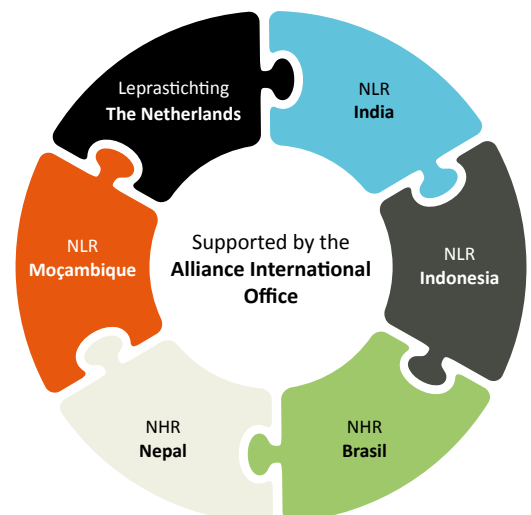 Leprastichting
The Netherlands
NLR
India
NLR
Indonesia
NHR
Brasil
NHR
Nepal
NLR
Moçambique
Supported by the
Alliance International
Office